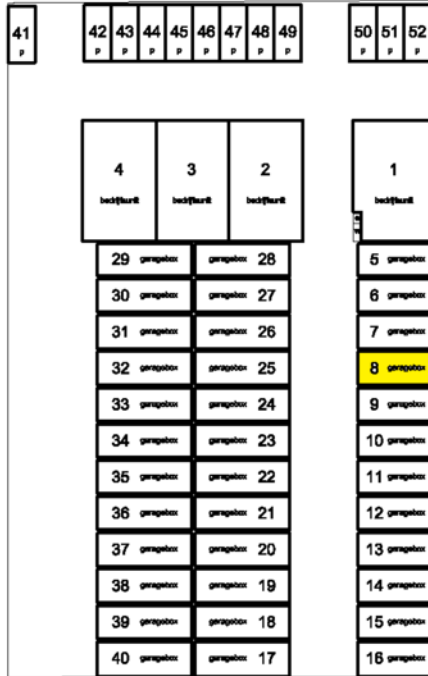 41 42 43 44 45 46 47 48 49 50 51 52
P P P P P P P P P P P P
4 3 2 1
bedrijfsunit bedrijfsunit bedrijfsunit bedrijfsunit
29 garagebox garagebox 28 5 garagebox
30 garagebox garagebox 27 6 garagebox
31 garagebox garagebox 26 7 garagebox
32 garagebox garagebox 25 8 garagebox
33 garagebox garagebox 24 9 garagebox
34 garagebox garagebox 23 10 garagebox
35 garagebox garagebox 22 11 garagebox
36 garagebox garagebox 21 12 garagebox
37 garagebox garagebox 20 13 garagebox
38 garagebox garagebox 19 14 garagebox
39 garagebox garagebox 18 15 garagebox
40 garagebox garagebox 17 16 garagebox